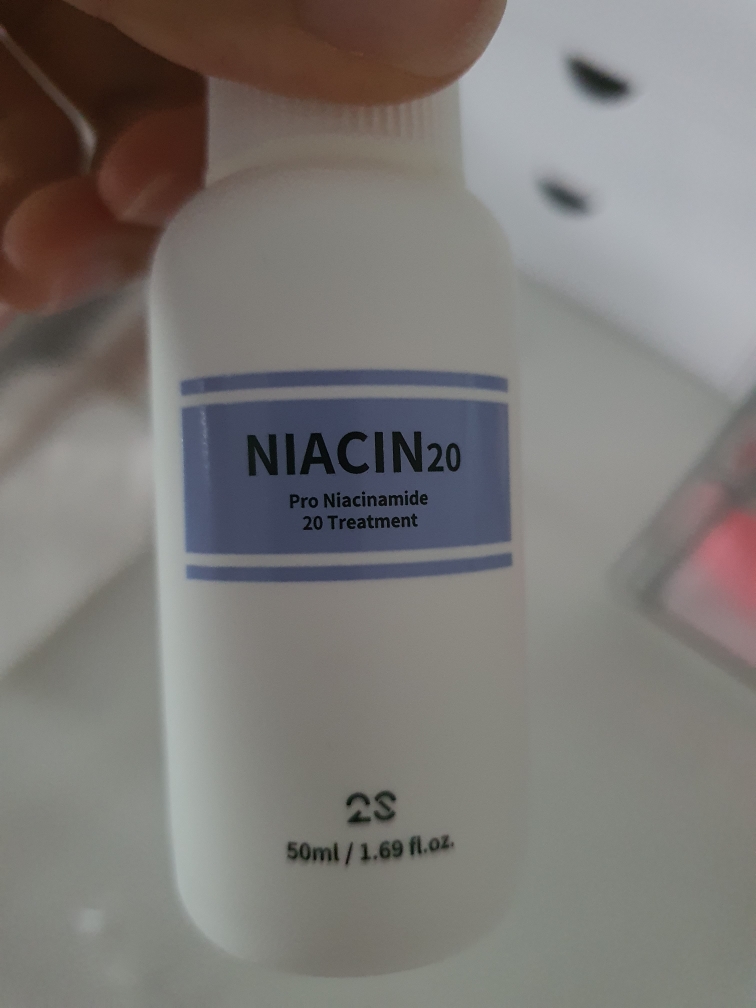 NIACIN20
Pro Niacinamide
20 Treatment
2S
50ml / 1.69 fl.oz.